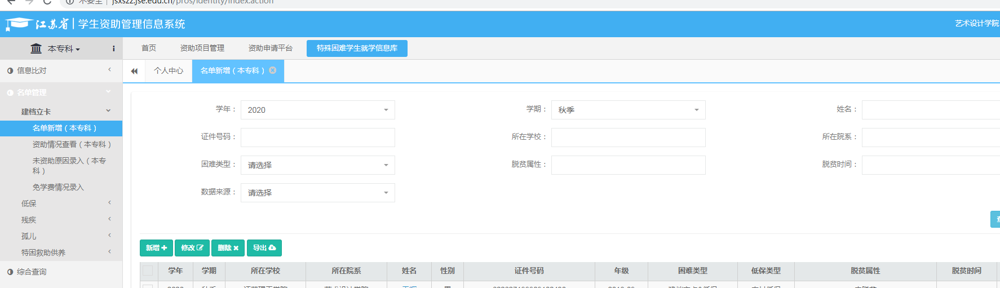 不安全 | jsxszz.jse.edu.cn/pros/identity/index.action
江苏省 | 学生资助管理信息系统
艺术设计学院
本专科
首页 资助项目管理 资助申请平台 特殊困难学生就学信息库
信息比对
个人中心 名单新增（本专科）
名单管理
建档立卡
名单新增（本专科）
资助情况查看（本专科）
未资助原因录入（本专
科）
免学费情况录入
低保
残疾
孤儿
特困救助供养
综合查询
学年： 2020 学期： 秋季 姓名：
证件号码： 所在学校： 所在院系：
困难类型： 请选择 脱贫属性： 脱贫时间：
数据来源： 请选择
新增 修改 删除 导出
学年 学期 所在学校 所在院系 姓名 性别 证件号码 年级 困难类型 低保类型 脱贫属性 脱贫时间